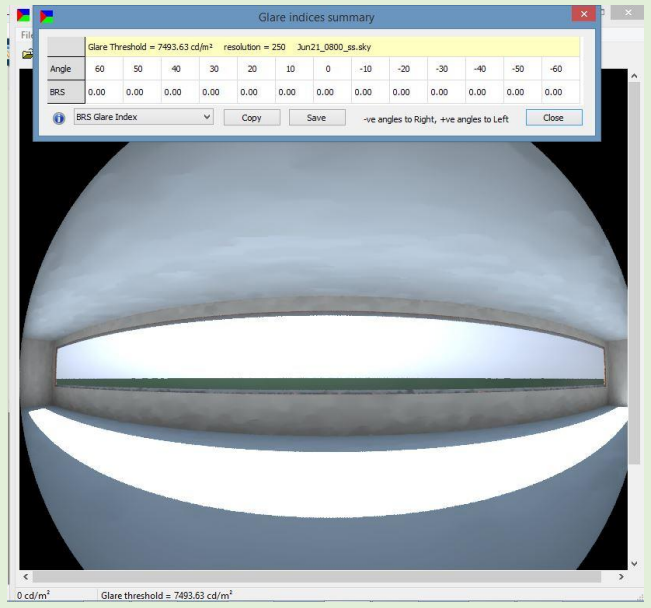 Glare indices summary
Glare Threshold = 7493.63 cd/m² resolution = 250 Jun21_0800_ss.sky
Angle 60 50 40 30 20 10 0 -10 -20 -30 -40 -50 -60
BRS 0.00 0.00 0.00 0.00 0.00 0.00 0.00 0.00 0.00 0.00 0.00 0.00 0.00
BRS Glare Index Copy Save -ve angles to Right, +ve angles to Left Close
0 cd/m² Glare threshold = 7493.63 cd/m²